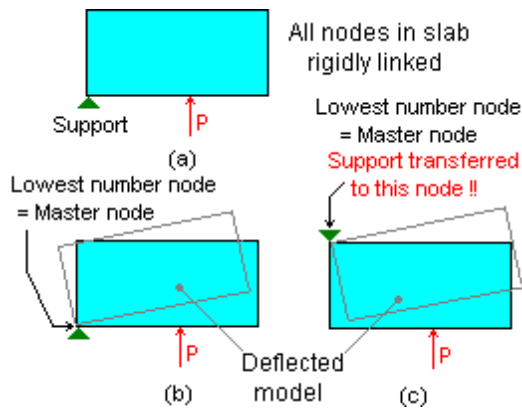 All nodes in slab
rigidly linked
Support
P
(a)
Lowest number node
= Master node
Support transferred
to this node !!
Lowest number node
= Master node
P
P
Deflected
model
(b)
(c)